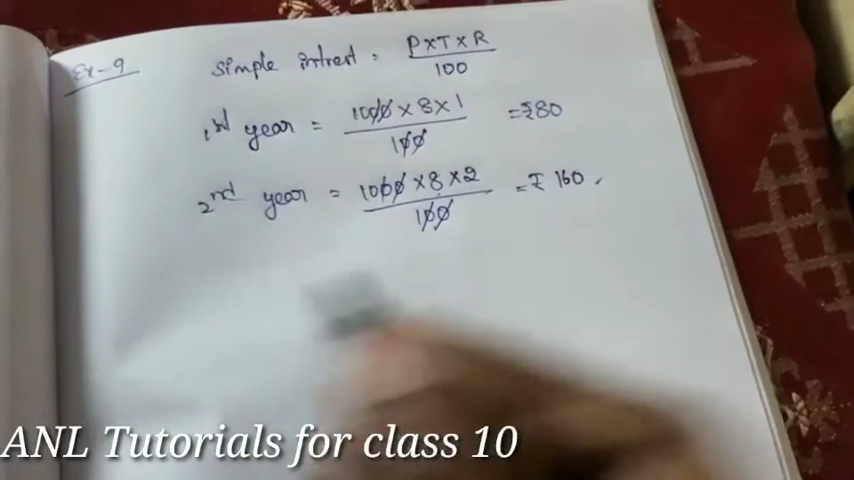 Ex-9
Simple intrest = P×T×R / 100
1st year = 1000×8×1 / 100 = ₹80
2nd year = 1000×8×2 / 100 = ₹160
ANL Tutorials for class 10